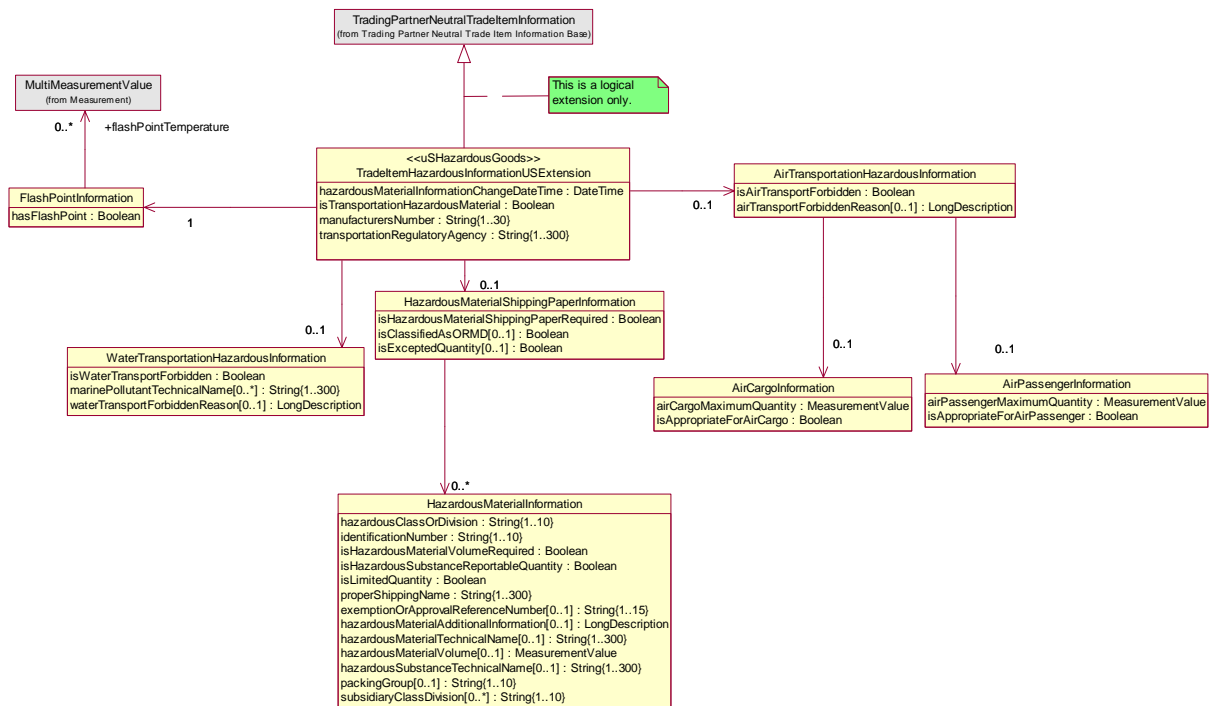 TradingPartnerNeutralTradeItemInformation
(from Trading Partner Neutral Trade Item Information Base)
This is a logical
extension only.
MultiMeasurementValue
(from Measurement)
0..*
+flashPointTemperature
FlashPointInformation
hasFlashPoint : Boolean
1
<<uSHazardousGoods>>
TradeItemHazardousInformationUSExtension
hazardousMaterialInformationChangeDateTime : DateTime
isTransportationHazardousMaterial : Boolean
manufacturersNumber : String{1..30}
transportationRegulatoryAgency : String{1..300}
0..1
AirTransportationHazardousInformation
isAirTransportForbidden : Boolean
airTransportForbiddenReason[0..1] : LongDescription
0..1
HazardousMaterialShippingPaperInformation
isHazardousMaterialShippingPaperRequired : Boolean
isClassifiedAsORMD[0..1] : Boolean
isExceptedQuantity[0..1] : Boolean
0..1
WaterTransportationHazardousInformation
isWaterTransportForbidden : Boolean
marinePollutantTechnicalName[0..*] : String{1..300}
waterTransportForbiddenReason[0..1] : LongDescription
0..1
AirCargoInformation
airCargoMaximumQuantity : MeasurementValue
isAppropriateForAirCargo : Boolean
0..1
AirPassengerInformation
airPassengerMaximumQuantity : MeasurementValue
isAppropriateForAirPassenger : Boolean
0..*
HazardousMaterialInformation
hazardousClassOrDivision : String{1..10}
identificationNumber : String{1..10}
isHazardousMaterialVolumeRequired : Boolean
isHazardousSubstanceReportableQuantity : Boolean
isLimitedQuantity : Boolean
properShippingName : String{1..300}
exemptionOrApprovalReferenceNumber[0..1] : String{1..15}
hazardousMaterialAdditionalInformation[0..1] : LongDescription
hazardousMaterialTechnicalName[0..1] : String{1..300}
hazardousMaterialVolume[0..1] : MeasurementValue
hazardousSubstanceTechnicalName[0..1] : String{1..300}
packingGroup[0..1] : String{1..10}
subsidiaryClassDivision[0..*] : String{1..10}